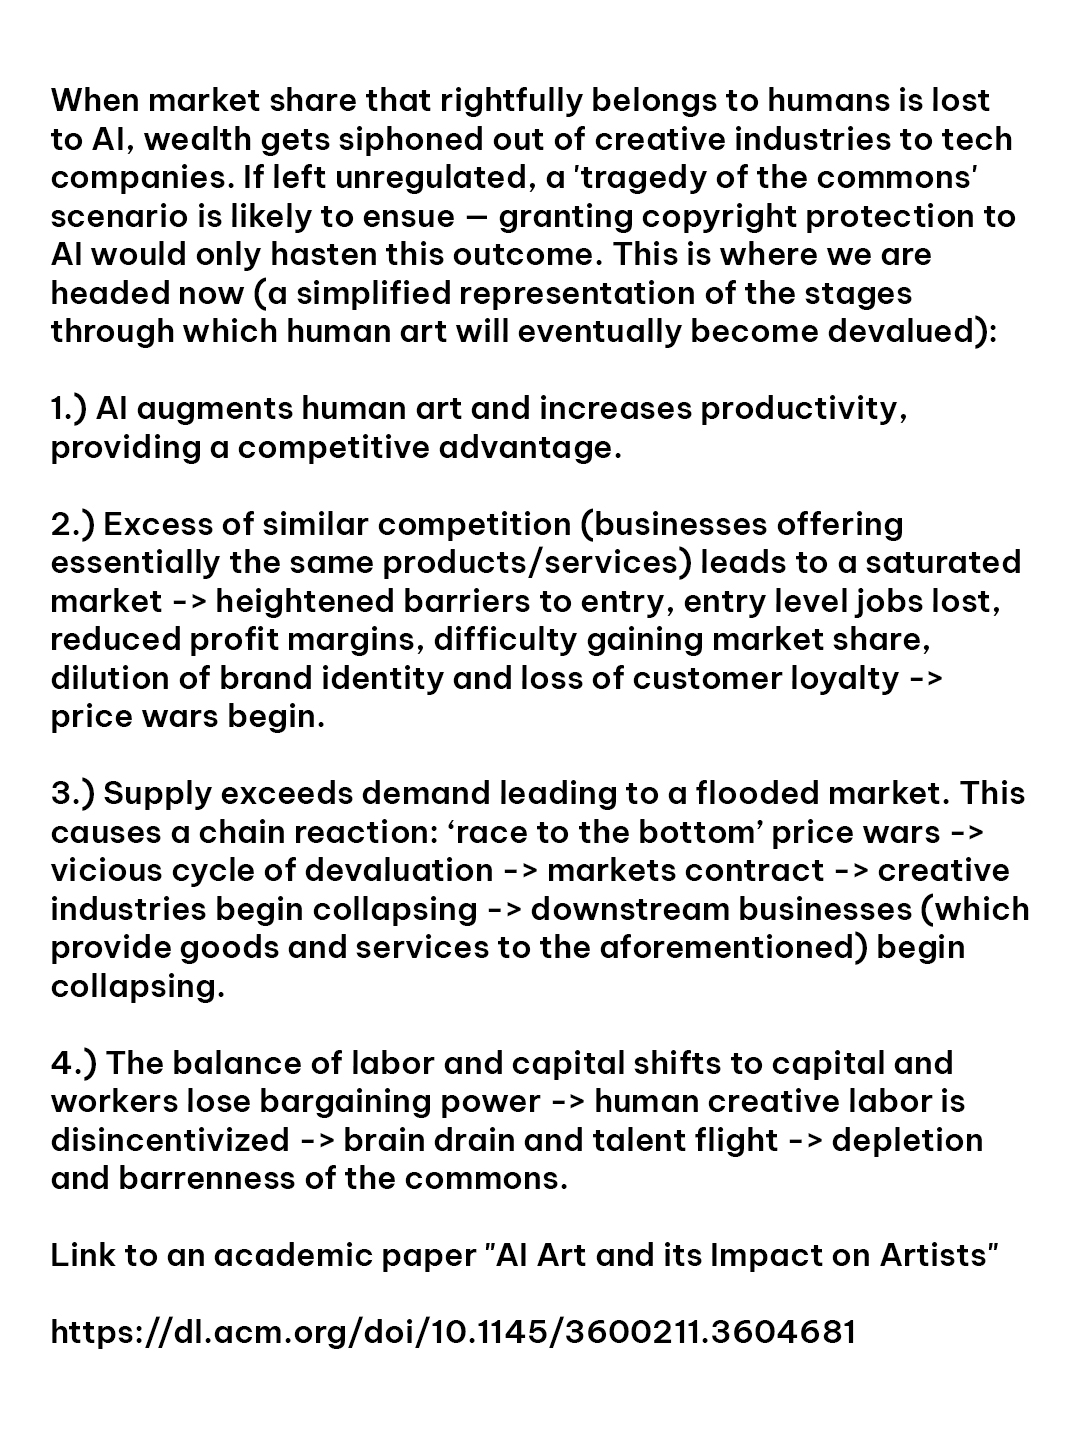 When market share that rightfully belongs to humans is lost
to AI, wealth gets siphoned out of creative industries to tech
companies. If left unregulated, a 'tragedy of the commons'
scenario is likely to ensue — granting copyright protection to
AI would only hasten this outcome. This is where we are
headed now (a simplified representation of the stages
through which human art will eventually become devalued):
1.) AI augments human art and increases productivity,
providing a competitive advantage.
2.) Excess of similar competition (businesses offering
essentially the same products/services) leads to a saturated
market -> heightened barriers to entry, entry level jobs lost,
reduced profit margins, difficulty gaining market share,
dilution of brand identity and loss of customer loyalty ->
price wars begin.
3.) Supply exceeds demand leading to a flooded market. This
causes a chain reaction: ‘race to the bottom’ price wars ->
vicious cycle of devaluation -> markets contract -> creative
industries begin collapsing -> downstream businesses (which
provide goods and services to the aforementioned) begin
collapsing.
4.) The balance of labor and capital shifts to capital and
workers lose bargaining power -> human creative labor is
disincentivized -> brain drain and talent flight -> depletion
and barrenness of the commons.
Link to an academic paper "AI Art and its Impact on Artists"
https://dl.acm.org/doi/10.1145/3600211.3604681